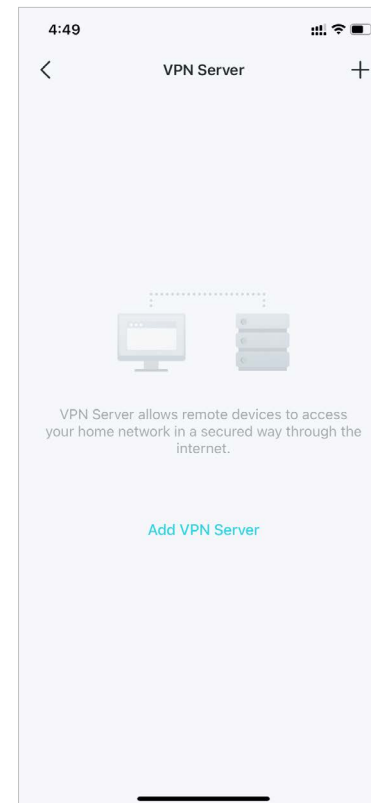 4:49
VPN Server
VPN Server allows remote devices to access
your home network in a secured way through the
internet.
Add VPN Server